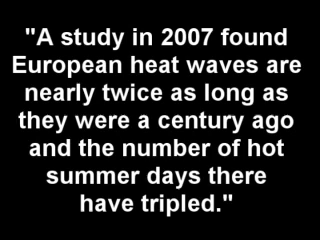 "A study in 2007 found
European heat waves are
nearly twice as long as
they were a century ago
and the number of hot
summer days there
have tripled."